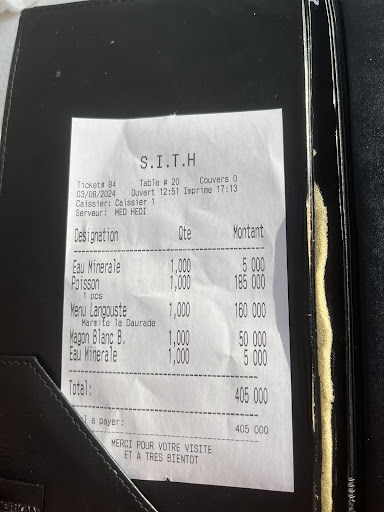 S.I.T.H
Ticket# 84 Table # 20 Couvers 0
03/08/2024 Ouvert 12:51 Imprime 17:13
Caissier: Caissier 1
Serveur: MED HEDI
Designation Qte Montant
Eau Minerale 1,000 5 000
Poisson 1,000 185 000
1 pcs
Menu Langouste 1,000 160 000
Marmite la Daurade
Magon Blanc B. 1,000 50 000
Eau Minerale 1,000 5 000
Total: 405 000
l a payer: 405 000
MERCI POUR VOTRE VISITE
ET A TRES BIENTOT